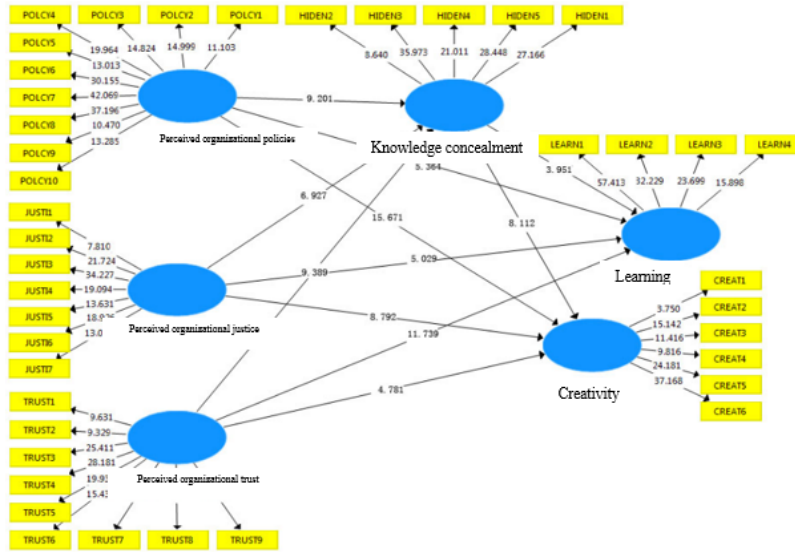 POLCY4 POLCY3 POLCY2 POLCY1 HIDEN2 HIDEN3 HIDEN4 HIDEN5 HIDEN1
POLCY5
POLCY6
POLCY7
POLCY8
POLCY9
POLCY10
19.964 14.824 14.999 11.103
13.013
30.155
42.069
37.196
10.470
13.285
Perceived organizational policies
8.640 35.973 21.011 28.448 27.166
9.201
Knowledge concealment
LEARN1 LEARN2 LEARN3 LEARN4
3.951 57.413 32.229 23.699 15.898
5.364
6.927
15.671
8.112
Learning
JUSTI1
JUSTI2
JUSTI3
JUSTI4
JUSTI5
JUSTI6
JUSTI7
7.810
21.724
34.227
19.094
13.631
13.0
Perceived organizational justice
9.389
5.029
8.792
11.739
4.781
CREAT1
CREAT2
CREAT3
CREAT4
CREAT5
CREAT6
3.750
15.142
11.416
9.816
24.181
37.168
Creativity
TRUST1
TRUST2
TRUST3
TRUST4
TRUST5
TRUST6 TRUST7 TRUST8 TRUST9
9.631
9.329
25.411
28.181
Perceived organizational trust